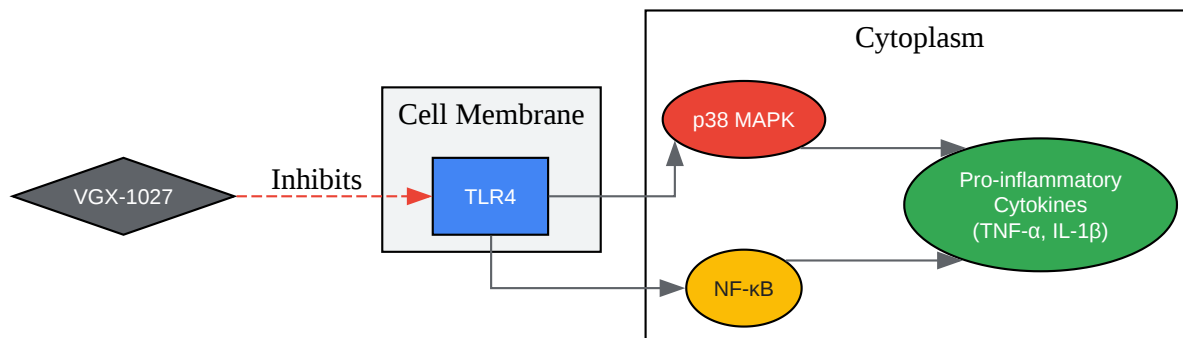 Cytoplasm
Cell Membrane
p38 MAPK
VGX-1027
Inhibits
TLR4
Pro-inflammatory
Cytokines
(TNF-α, IL-1β)
NF-κB